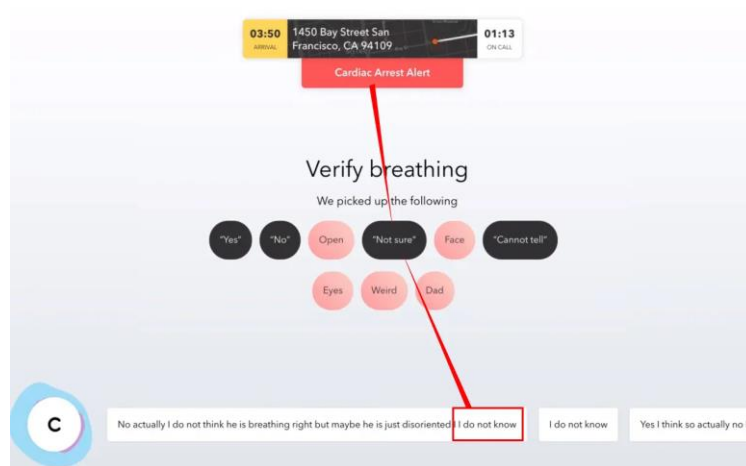 03:50
ARRIVAL
1450 Bay Street San
Francisco, CA 94109
01:13
ON CALL
Cardiac Arrest Alert
Verify breathing
We picked up the following
"Yes" "No" Open "Not sure" Face "Cannot tell"
Eyes Weird Dad
C
No actually I do not think he is breathing right but maybe he is just disoriented I do not know
I do not know
Yes I think so actually no